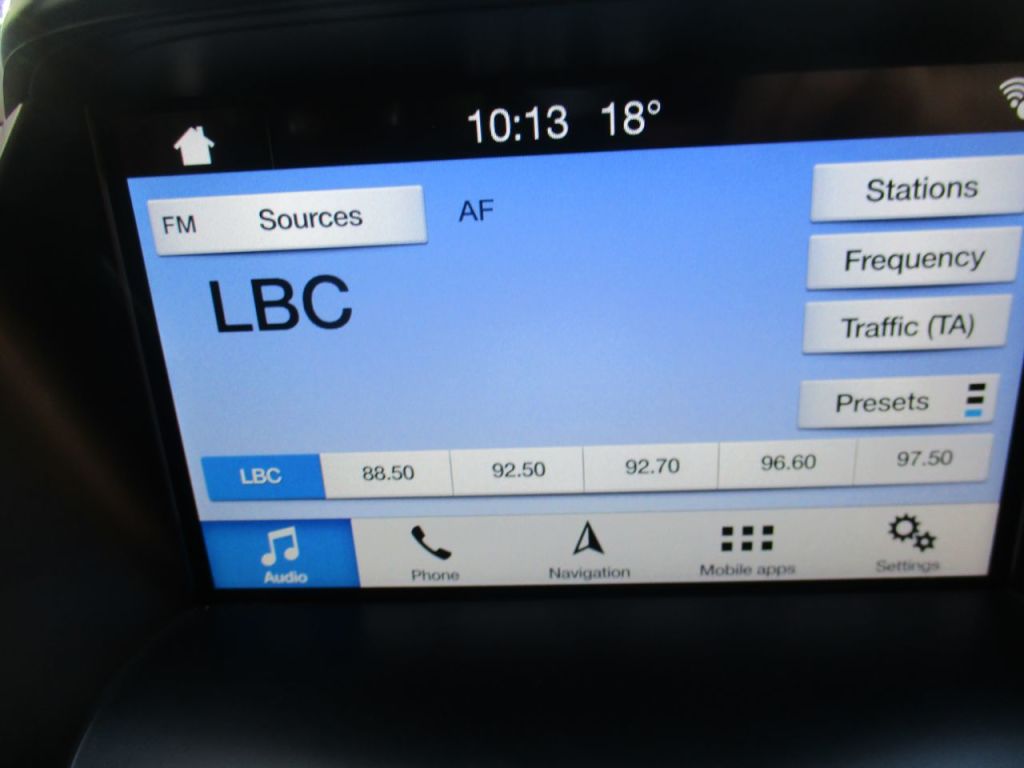 10:13 18°
FM Sources AF
Stations
LBC
Frequency
Traffic (TA)
Presets
LBC 88.50 92.50 92.70 96.60 97.50
Audio Phone Navigation Mobile apps Settings